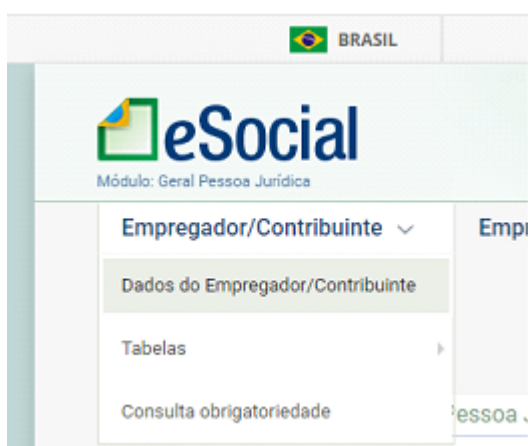 BRASIL
eSocial
Módulo: Geral Pessoa Jurídica
Empregador/Contribuinte
Dados do Empregador/Contribuinte
Tabelas
Consulta obrigatoriedade